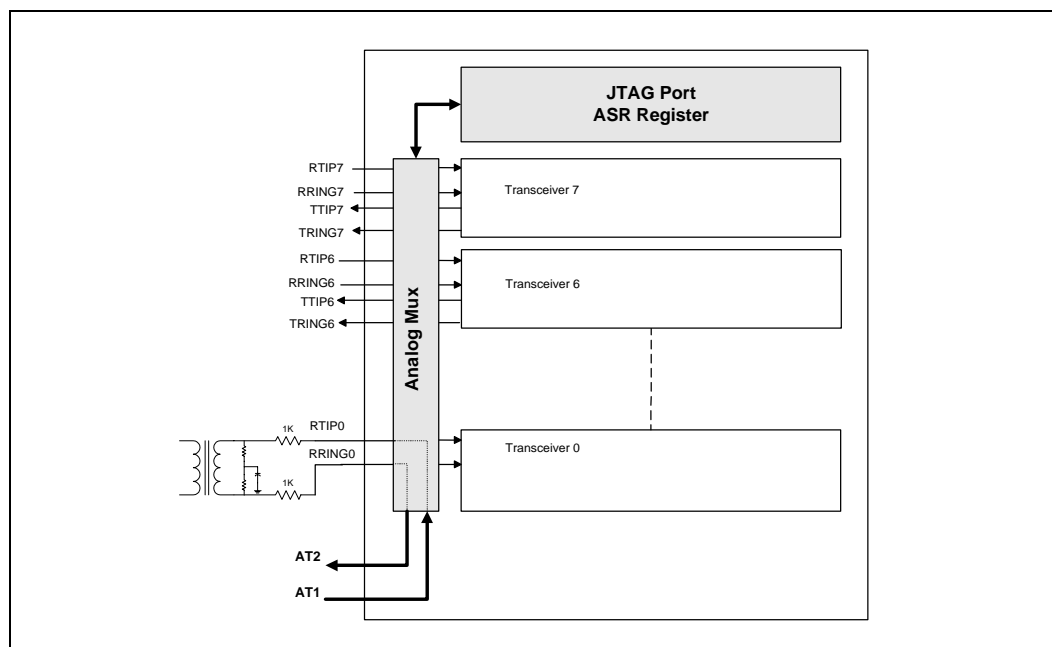 JTAG Port
ASR Register
RTIP7
RRING7
TTIP7
TRING7
Transceiver 7
RTIP6
RRING6
TTIP6
TRING6
Transceiver 6
Analog Mux
1K
RTIP0
RRING0
1K
Transceiver 0
AT2
AT1